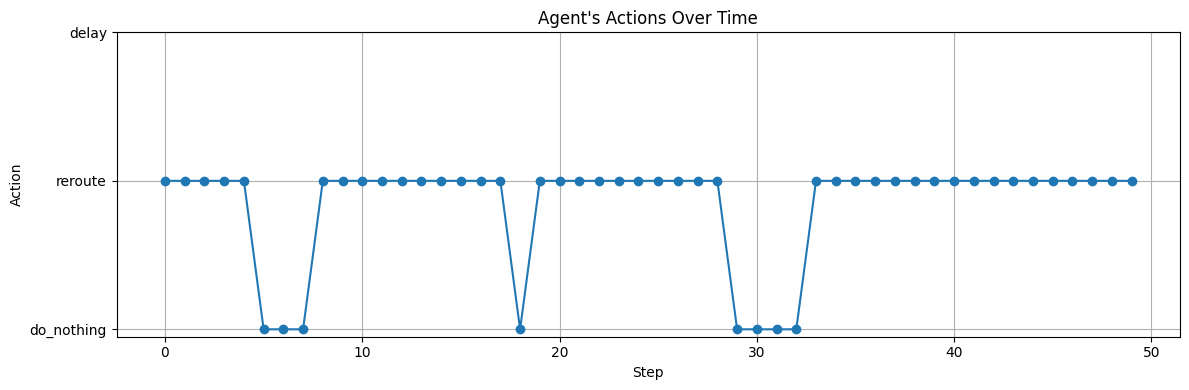 Agent's Actions Over Time
delay
reroute
do_nothing
Action
0 10 20 30 40 50
Step